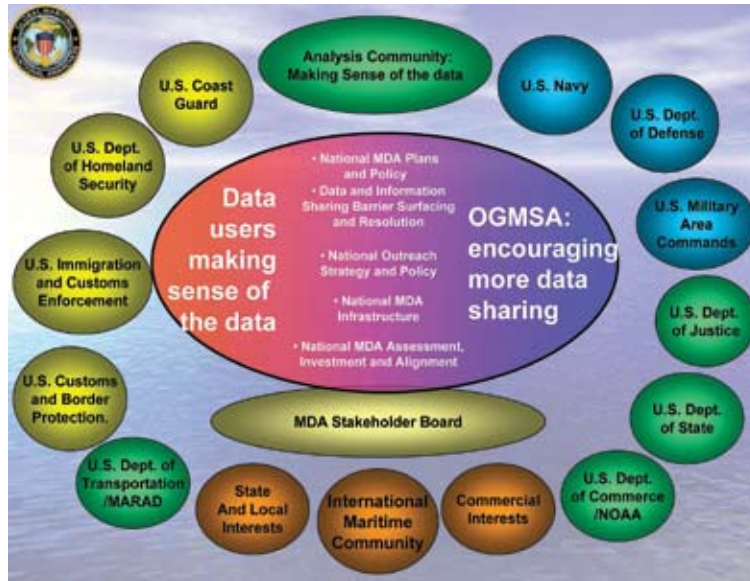 Analysis Community:
Making Sense of the data
U.S. Navy
U.S. Dept.
of Defense
U.S. Military
Area
Commands
U.S. Dept.
of Justice
U.S. Dept.
of State
U.S. Dept.
of Commerce
/NOAA
Commercial
Interests
International
Maritime
Community
State
And Local
Interests
U.S. Dept. of
Transportation
/MARAD
U.S. Customs
and Border
Protection.
U.S. Immigration
and Customs
Enforcement
U.S. Dept.
of Homeland
Security
U.S. Coast
Guard
Data
users
making
sense of
the data
• National MDA Plans
and Policy
• Data and Information
Sharing Barrier Surfacing
and Resolution
• National Outreach
Strategy and Policy
• National MDA
Infrastructure
• National MDA Assessment,
Investment and Alignment
OGMSA:
encouraging
more data
sharing
MDA Stakeholder Board